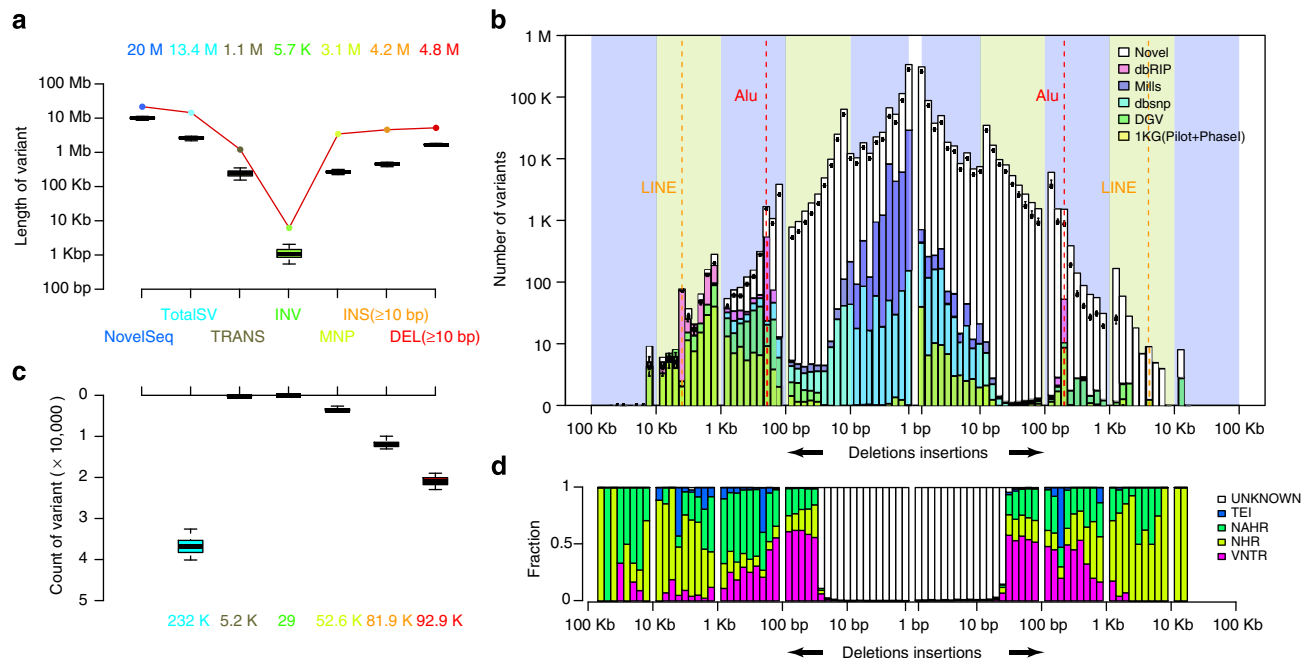 a
20 M 13.4 M 1.1 M 5.7 K 3.1 M 4.2 M 4.8 M
Length of variant
100 Mb
10 Mb
1 Mb
100 Kb
10 Kb
1 Kbp
100 bp
TotalSV INV INS(≥10 bp)
NovelSeq TRANS MNP DEL(≥10 bp)
b
Number of variants
1 M
100 K
10 K
1 K
100
10
0
LINE
Alu
Alu
LINE
Novel
dbRIP
Mills
dbsnp
DGV
1KG(Pilot+PhaseI)
100 Kb 10 Kb 1 Kb 100 bp 10 bp 1 bp 10 bp 100 bp 1 Kb 10 Kb 100 Kb
Deletions insertions
c
Count of variant (× 10,000)
0
1
2
3
4
5
232 K 5.2 K 29 52.6 K 81.9 K 92.9 K
d
Fraction
1
0.5
0
UNKNOWN
TEI
NAHR
NHR
VNTR
100 Kb 10 Kb 1 Kb 100 bp 10 bp 1 bp 10 bp 100 bp 1 Kb 10 Kb 100 Kb
Deletions insertions